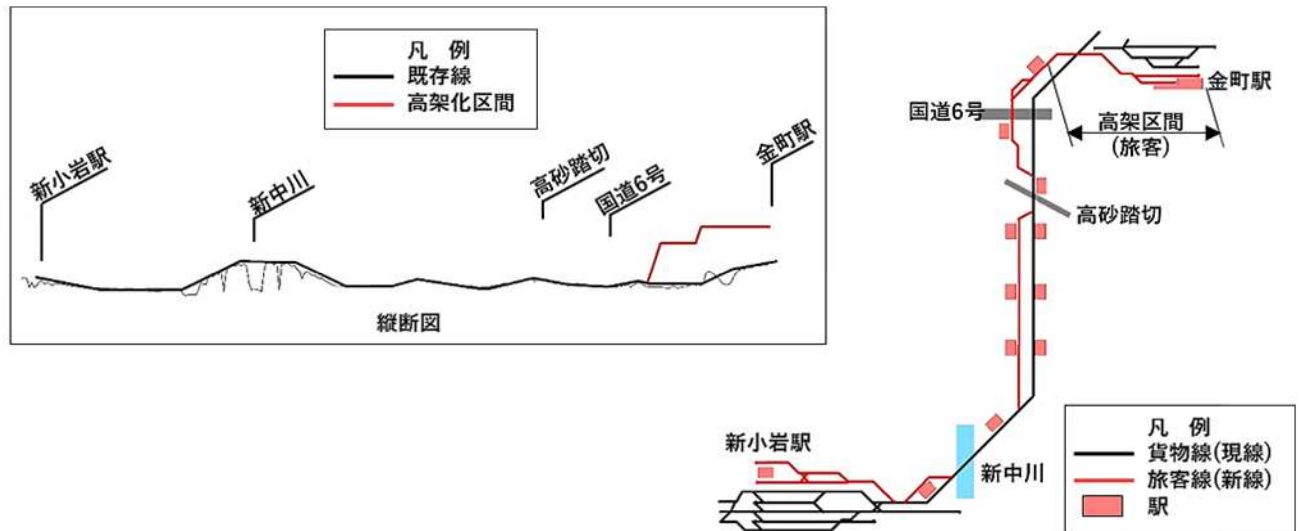 凡 例
既存線
高架化区間
新小岩駅
新中川
高砂踏切
国道6号
金町駅
縦断図
金町駅
国道6号
高架区間
(旅客)
高砂踏切
新小岩駅
新中川
凡 例
貨物線(現線)
旅客線(新線)
駅